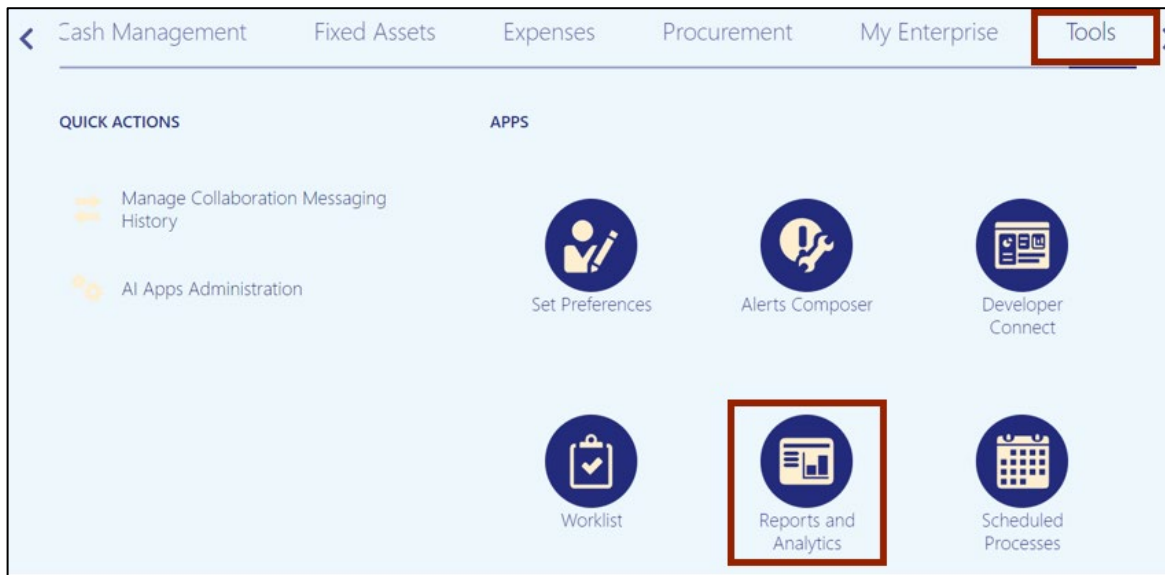 Cash Management Fixed Assets Expenses Procurement My Enterprise Tools
QUICK ACTIONS
APPS
Manage Collaboration Messaging
History
AI Apps Administration
Set Preferences
Alerts Composer
Developer
Connect
Worklist
Reports and
Analytics
Scheduled
Processes